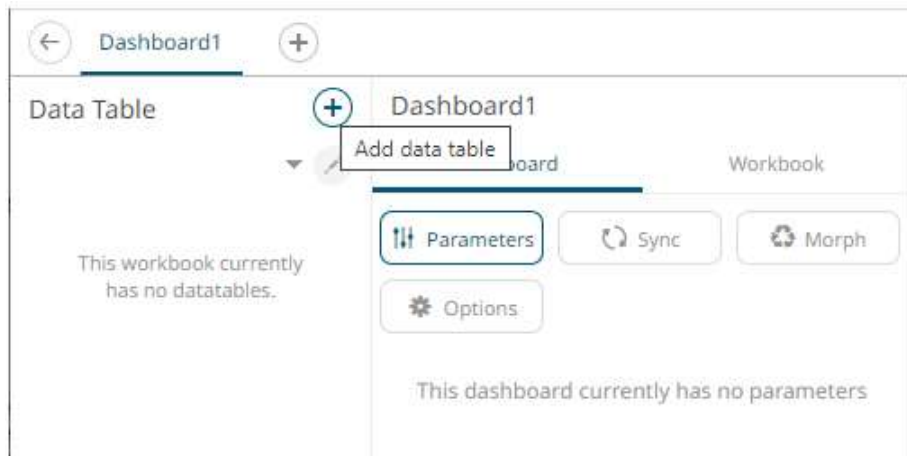 Dashboard1
Data Table
Dashboard1
Add data table
board
Workbook
Parameters
Sync
Morph
This workbook currently
has no datatables.
Options
This dashboard currently has no parameters